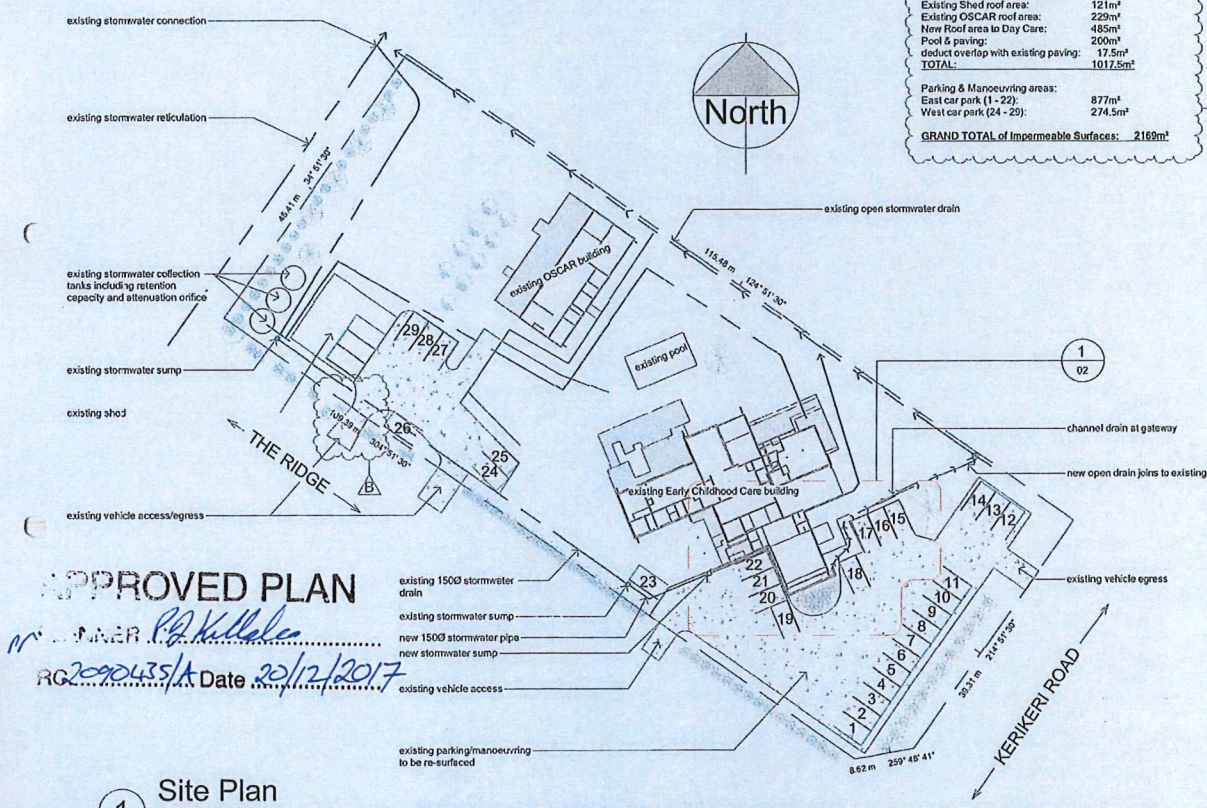 existing stormwater connection
existing stormwater reticulation
46.41 m 34° 51' 30"
existing stormwater collection
tanks including retention
capacity and attenuation orifice
existing stormwater sump
existing shed
THE RIDGE
109.39 m 304° 51' 30"
B
existing vehicle access/egress
North
Existing Shed roof area: 121m²
Existing OSCAR roof area: 229m²
New Roof area to Day Care: 485m²
Pool & paving: 200m²
deduct overlap with existing paving: 17.5m²
TOTAL: 1017.5m²
Parking & Manoeuvring areas:
East car park (1 - 22): 877m²
West car park (24 - 29): 274.5m²
GRAND TOTAL of Impermeable Surfaces: 2169m²
existing open stormwater drain
115.48 m 124° 51' 30"
existing OSCAR building
existing pool
29
28
27
26
25
24
1
02
channel drain at gateway
new open drain joins to existing
existing Early Childhood Care building
14
13
12
17
16
15
18
22
21
20
19
23
11
10
9
8
7
6
5
4
3
2
1
existing vehicle egress
39.31 m 214° 51' 30"
KERIKERI ROAD
8.62 m 259° 48' 41"
existing 150Ø stormwater
drain
existing stormwater sump
new 150Ø stormwater pipe
new stormwater sump
existing vehicle access
existing parking/manoeuvring
to be re-surfaced
APPROVED PLAN
RC 2090435/A Date 20/12/2017
1
Site Plan